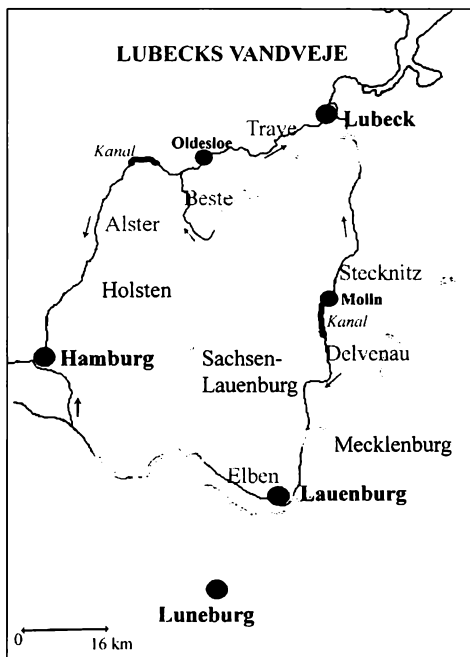 LUBECKS VANDVEJE
Lubeck
Trave
Oldesloe
Kanal
Beste
Alster
Stecknitz
Holsten
Molln
Kanal
Hamburg
Sachsen-
Lauenburg
Delvenau
Mecklenburg
Elben
Lauenburg
Luneburg
0
16 km